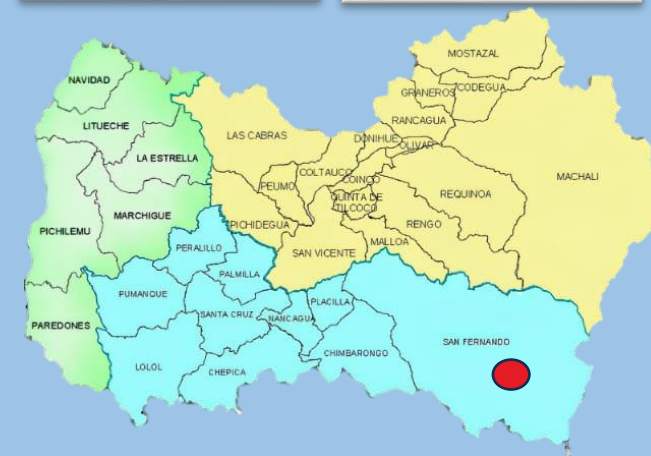 MOSTAZAL
NAVIDAD
GRANEROS
CODEGUA
LITUECHE
RANCAGUA
LAS CABRAS
DONIHUE
OLIVAR
LA ESTRELLA
COLTAUCO
COINCO
MACHALI
PEUMO
REQUINOA
QUINTA DE
TILCOCO
MARCHIGUE
PICHIDEGUA
RENGO
PICHILEMU
MALLOA
PERALILLO
SAN VICENTE
PALMILLA
PUMANQUE
PLACILLA
SANTA CRUZ
NANCAGUA
PAREDONES
SAN FERNANDO
CHIMBARONGO
LOLOL
CHEPICA